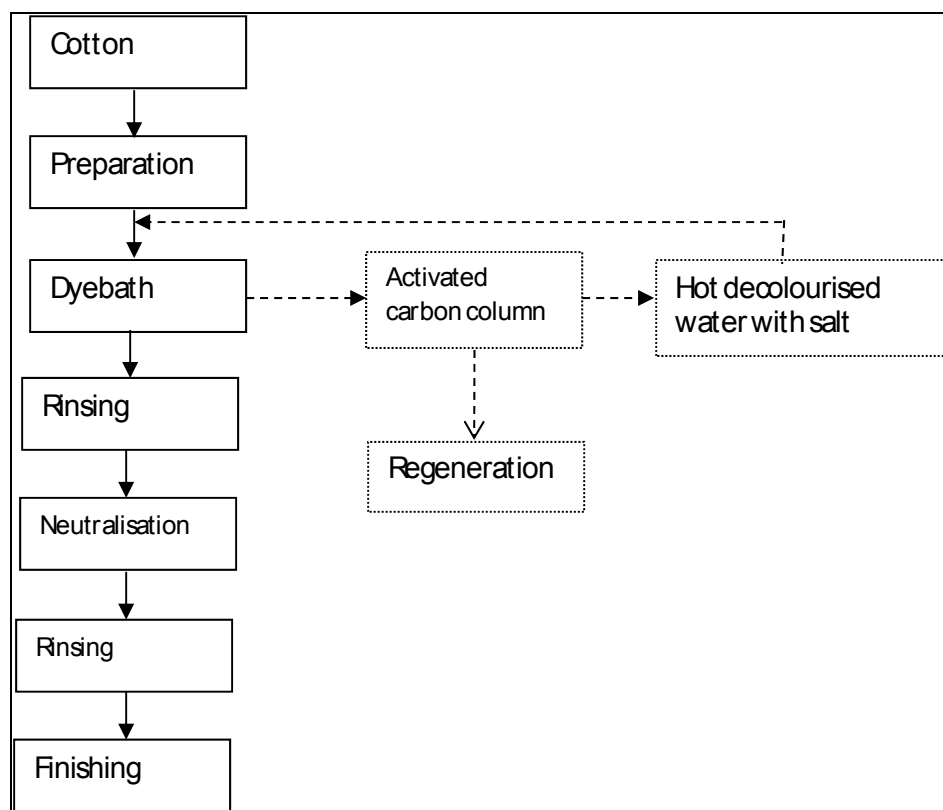 Cotton
Preparation
Dyebath
Activated
carbon column
Hot decolourised
water with salt
Rinsing
Regeneration
Neutralisation
Rinsing
Finishing